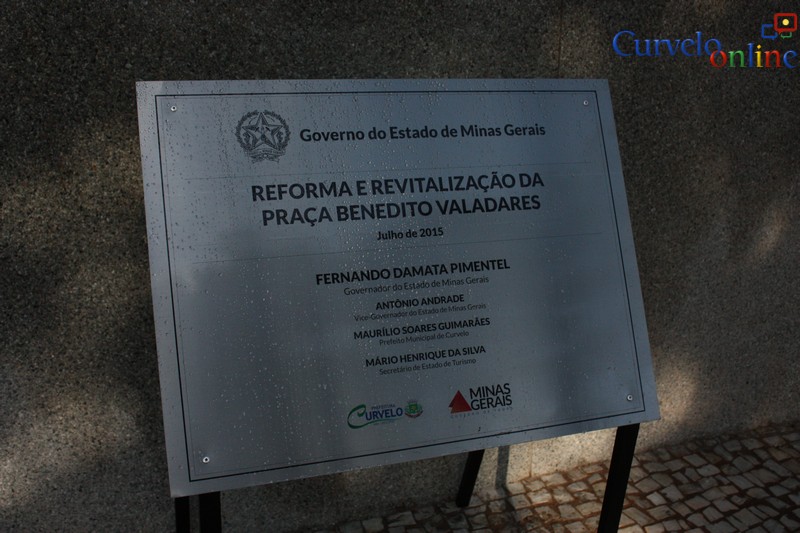 Curvelo
online
Governo do Estado de Minas Gerais
REFORMA E REVITALIZAÇÃO DA
PRAÇA BENEDITO VALADARES
Julho de 2015
FERNANDO DAMATA PIMENTEL
Governador do Estado de Minas Gerais
ANTÔNIO ANDRADE
Vice-Governador do Estado de Minas Gerais
MAURÍLIO SOARES GUIMARÃES
Prefeito Municipal de Curvelo
MÁRIO HENRIQUE DA SILVA
Secretário de Estado de Turismo
PREFEITURA
CURVELO
MINAS
GERAIS